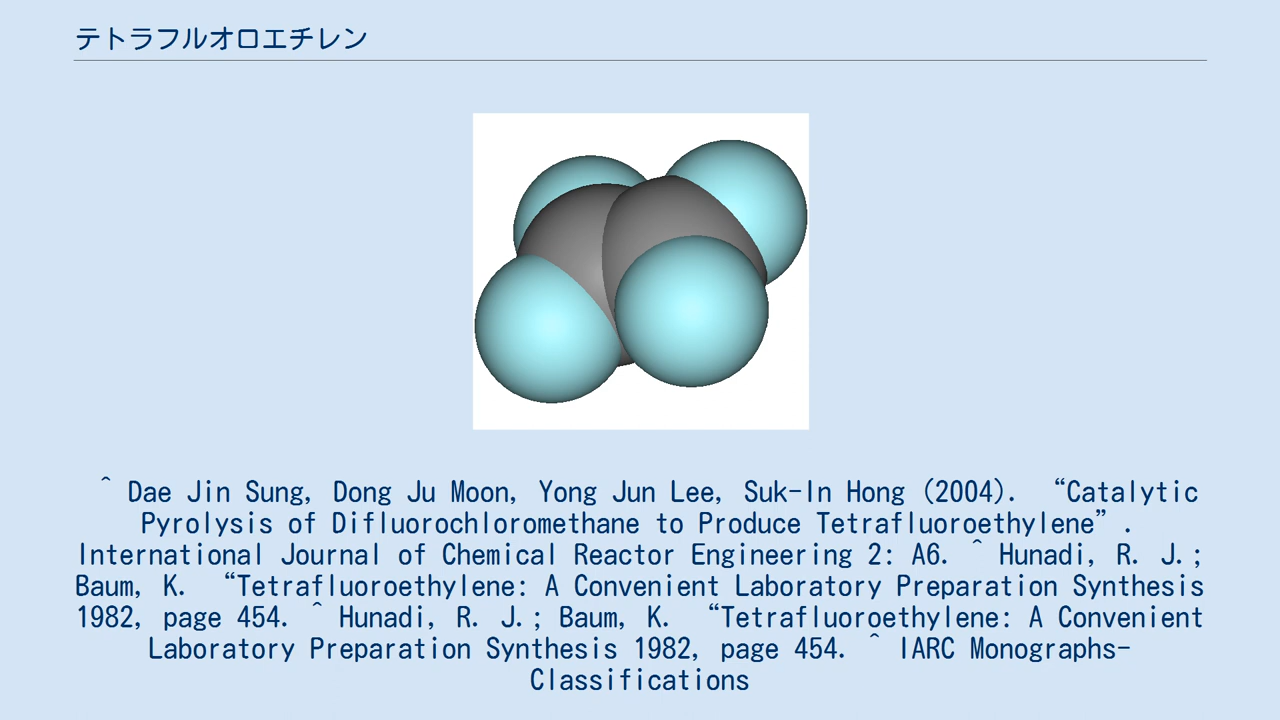 テトラフルオロエチレン
^ Dae Jin Sung, Dong Ju Moon, Yong Jun Lee, Suk-In Hong (2004). “Catalytic
Pyrolysis of Difluorochloromethane to Produce Tetrafluoroethylene”.
International Journal of Chemical Reactor Engineering 2: A6. ^ Hunadi, R. J.;
Baum, K. “Tetrafluoroethylene: A Convenient Laboratory Preparation Synthesis
1982, page 454. ^ Hunadi, R. J.; Baum, K. “Tetrafluoroethylene: A Convenient
Laboratory Preparation Synthesis 1982, page 454. ^ IARC Monographs-
Classifications